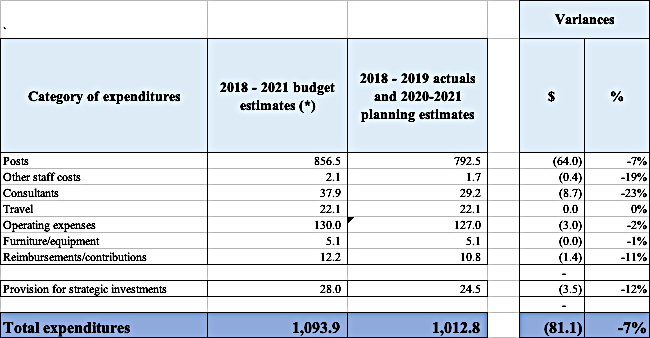 Variances
Category of expenditures 2018 - 2021 budget estimates (*) 2018 - 2019 actuals and 2020-2021 planning estimates $ %
Posts 856.5 792.5 (64.0) -7%
Other staff costs 2.1 1.7 (0.4) -19%
Consultants 37.9 29.2 (8.7) -23%
Travel 22.1 22.1 0.0 0%
Operating expenses 130.0 127.0 (3.0) -2%
Furniture/equipment 5.1 5.1 (0.0) -1%
Reimbursements/contributions 12.2 10.8 (1.4) -11%
-
Provision for strategic investments 28.0 24.5 (3.5) -12%
-
Total expenditures 1,093.9 1,012.8 (81.1) -7%